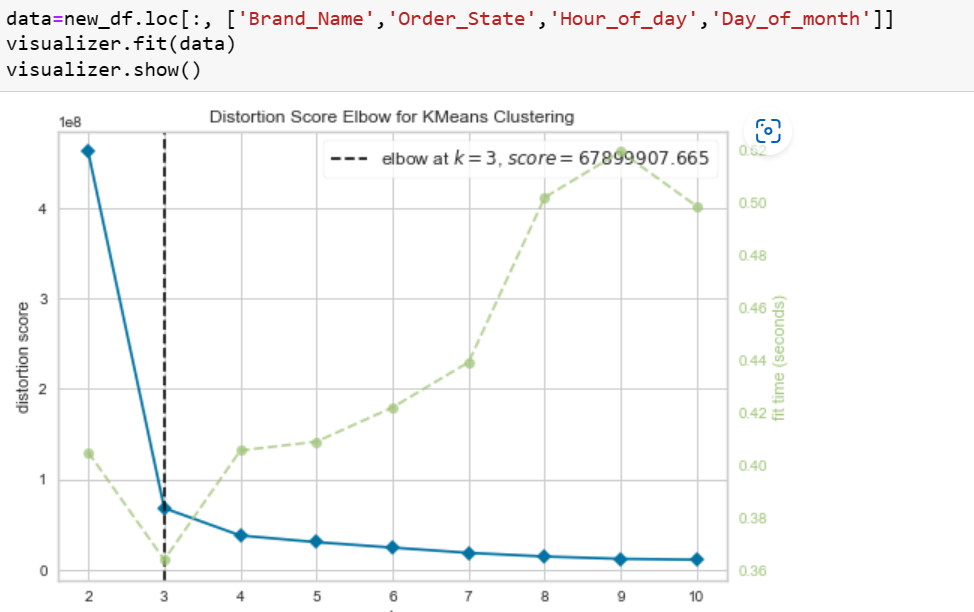 data=new_df.loc[:, ['Brand_Name','Order_State','Hour_of_day','Day_of_month']]
visualizer.fit(data)
visualizer.show()
Distortion Score Elbow for KMeans Clustering
1e8
elbow at k = 3, score = 67899907.665
4
3
2
1
0
distortion score
0.52
0.50
0.48
0.46
0.44
0.42
0.40
0.38
0.36
fit time (seconds)
2 3 4 5 6 7 8 9 10